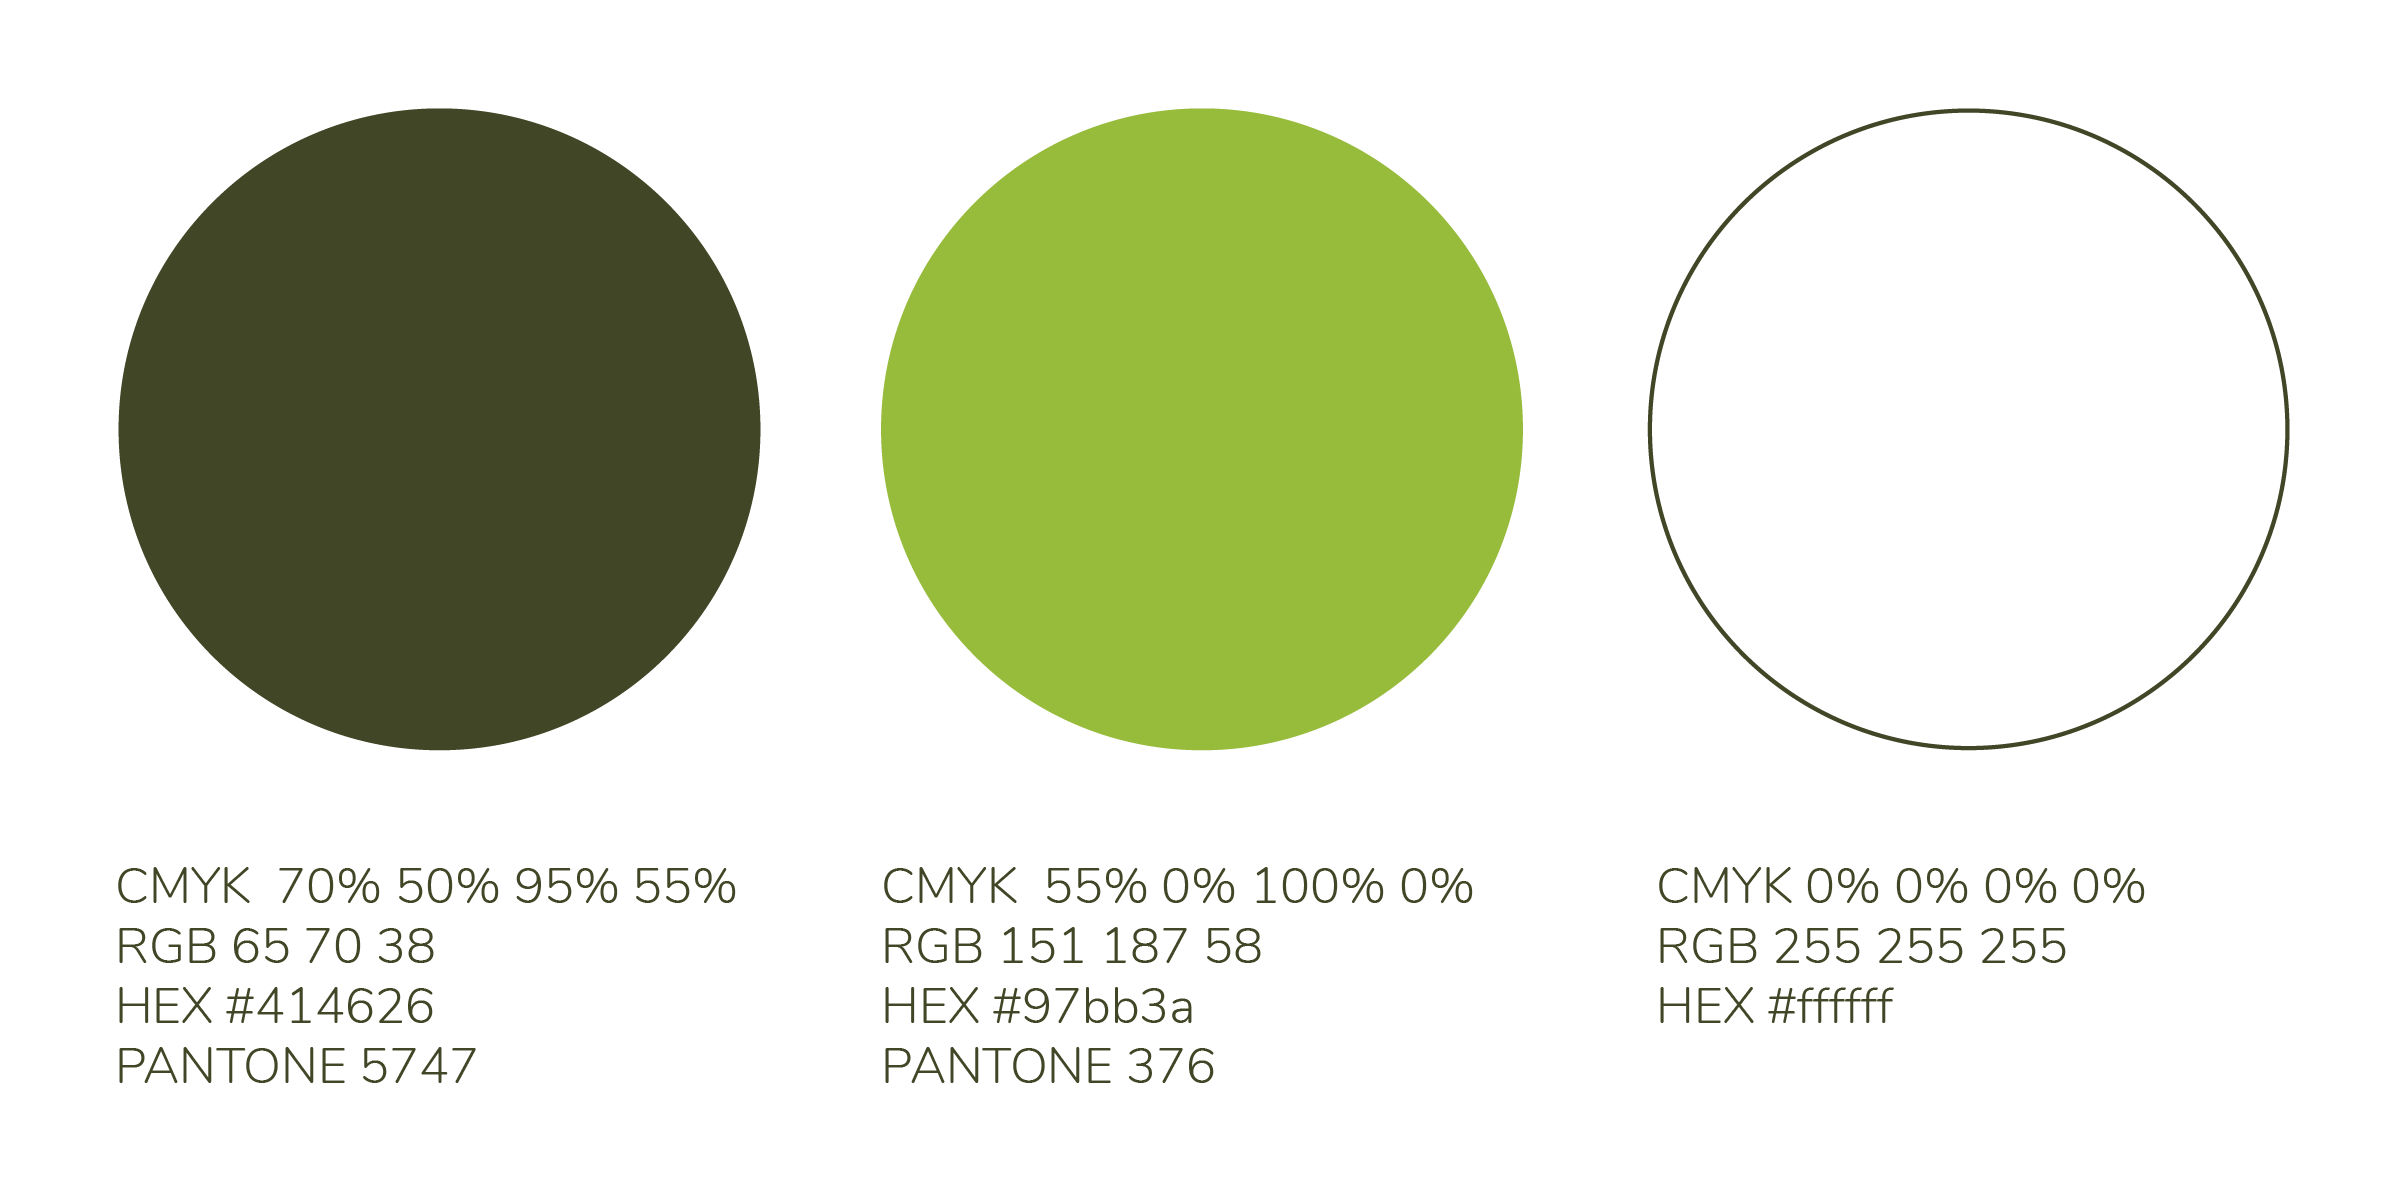 CMYK  70% 50% 95% 55%
RGB 65 70 38
HEX #414626
PANTONE 5747
CMYK  55% 0% 100% 0%
RGB 151 187 58
HEX #97bb3a
PANTONE 376
CMYK 0% 0% 0% 0%
RGB 255 255 255
HEX #ffffff